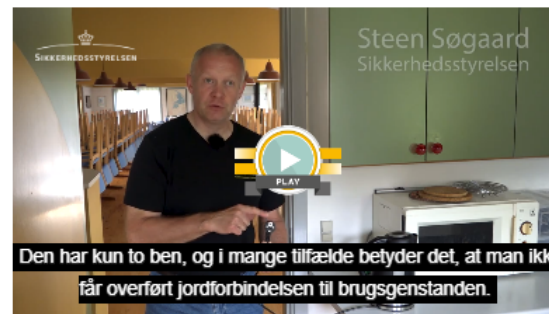 Steen Søgaard
SIKKERHEDSSTYRELSEN
Sikkerhedsstyrelsen
PLAY
Den har kun to ben, og i mange tilfælde betyder det, at man ikk
får overført jordforbindelsen til brugsgenstanden.